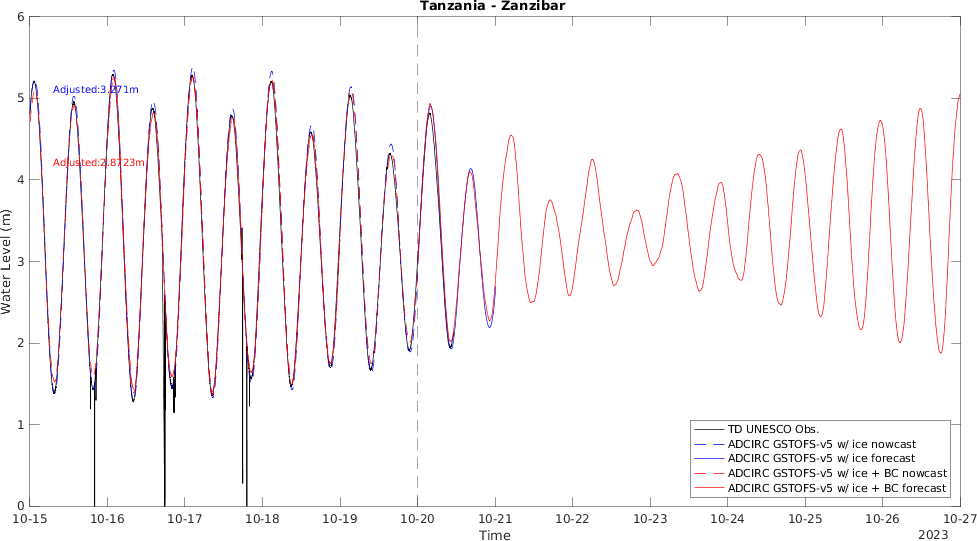 Tanzania - Zanzibar
6
5
4
3
2
1
0
Water Level (m)
Adjusted:3.271m
Adjusted:2.8723m
TD UNESCO Obs.
ADCIRC GSTOFS-v5 w/ ice nowcast
ADCIRC GSTOFS-v5 w/ ice forecast
ADCIRC GSTOFS-v5 w/ ice + BC nowcast
ADCIRC GSTOFS-v5 w/ ice + BC forecast
10-15 10-16 10-17 10-18 10-19 10-20 10-21 10-22 10-23 10-24 10-25 10-26 10-27
Time
2023